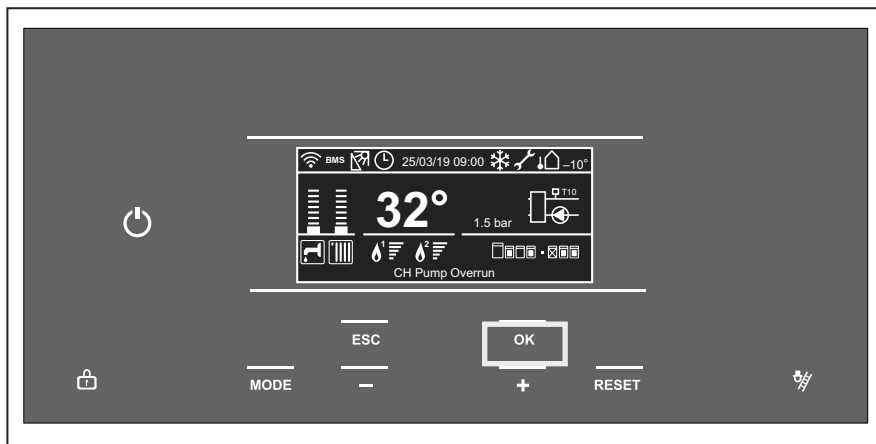 BMS 25/03/19 09:00 –10°
32° 1.5 bar T10
1 2
CH Pump Overrun
ESC OK
MODE – + RESET